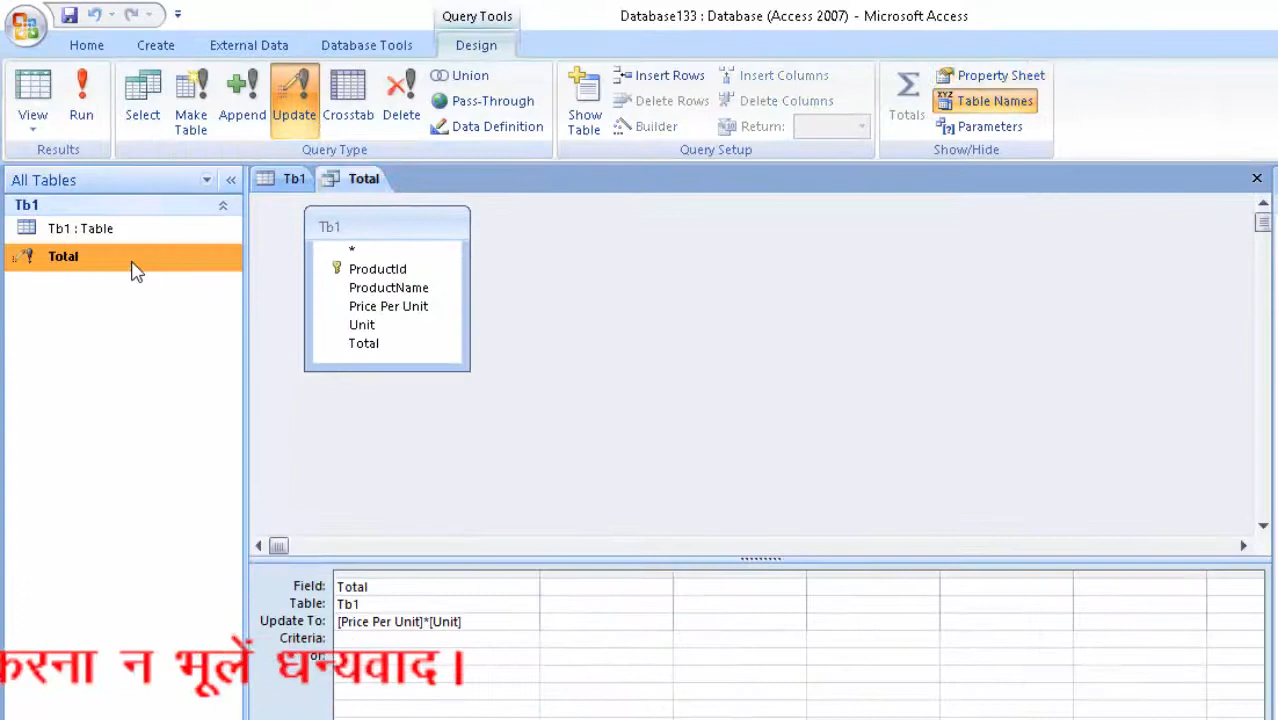 Query Tools
Database133 : Database (Access 2007) - Microsoft Access
Home Create External Data Database Tools Design
View
Run
Results
Select
Make Table
Append
Update
Crosstab
Delete
Union
Pass-Through
Data Definition
Query Type
Show Table
Insert Rows
Delete Rows
Builder
Insert Columns
Delete Columns
Return:
Query Setup
Totals
Property Sheet
Table Names
Parameters
Show/Hide
All Tables
Tb1
Tb1 : Table
Total
Tb1 Total
Tb1
*
ProductId
ProductName
Price Per Unit
Unit
Total
Field: Total
Table: Tb1
Update To: [Price Per Unit]*[Unit]
Criteria:
or:
करना न भूलें धन्यवाद।